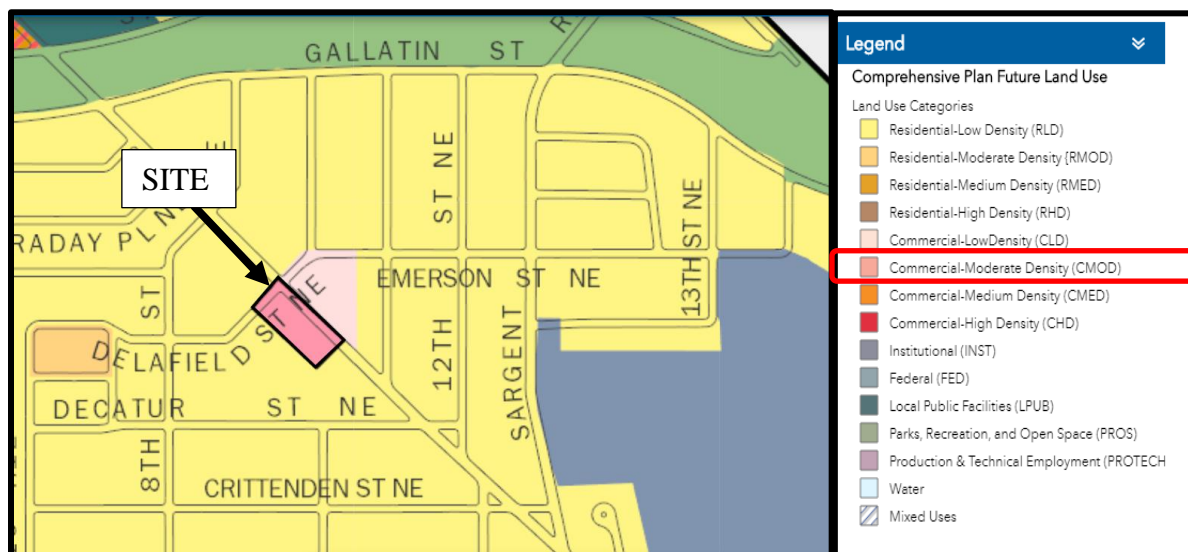 GALLATIN ST
R
ST NE
SITE
E
RADAY PL NE
ST
13TH ST NE
EMERSON ST NE
DELAFIELD ST NE
12TH
SARGENT
DECATUR ST NE
8TH
CRITTENDEN ST NE
Legend
Comprehensive Plan Future Land Use
Land Use Categories
Residential-Low Density (RLD)
Residential-Moderate Density {RMOD)
Residential-Medium Density (RMED)
Residential-High Density (RHD)
Commercial-LowDensity (CLD)
Commercial-Moderate Density (CMOD)
Commercial-Medium Density (CMED)
Commercial-High Density (CHD)
Institutional (INST)
Federal (FED)
Local Public Facilities (LPUB)
Parks, Recreation, and Open Space (PROS)
Production & Technical Employment (PROTECH
Water
Mixed Uses